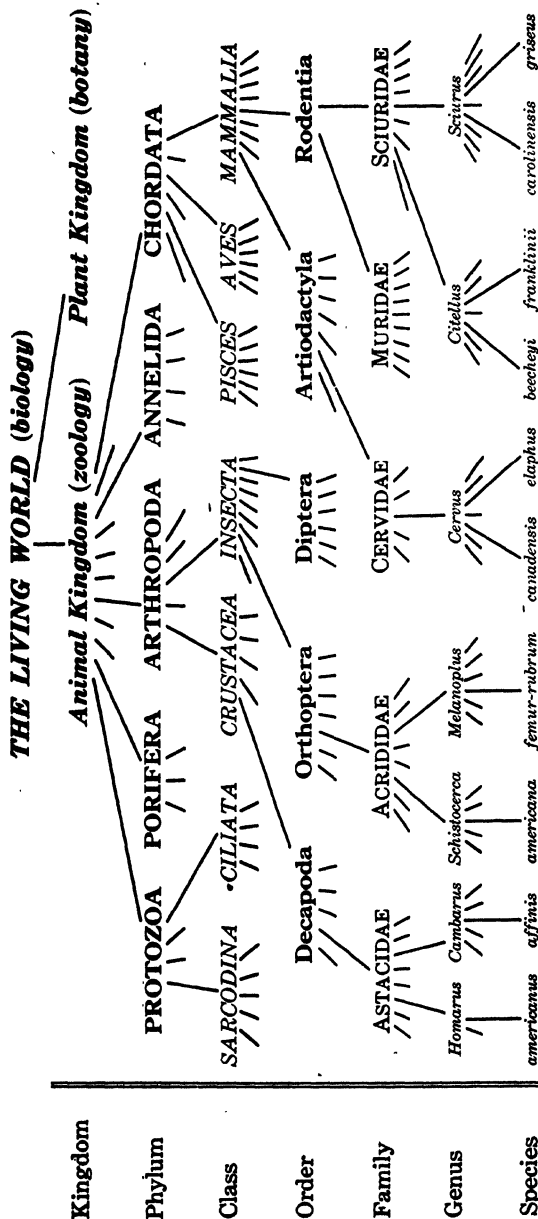 THE LIVING WORLD (biology)
Kingdom Animal Kingdom (zoology) Plant Kingdom (botany)
Phylum PROTOZOA PORIFERA ARTHROPODA ANNELIDA CHORDATA
Class SARCODINA CILIATA CRUSTACEA INSECTA PISCES AVES MAMMALIA
Order Decapoda Orthoptera Diptera Artiodactyla Rodentia
Family ASTACIDAE ACRIDIDAE CERVIDAE MURIDAE SCIURIDAE
Genus Homarus Cambarus Schistocerca Melanoplus Cervus Citellus Sciurus
Species americanus affinis americana femur-rubrum canadensis elaphus beecheyi franklinii carolinensis griseus